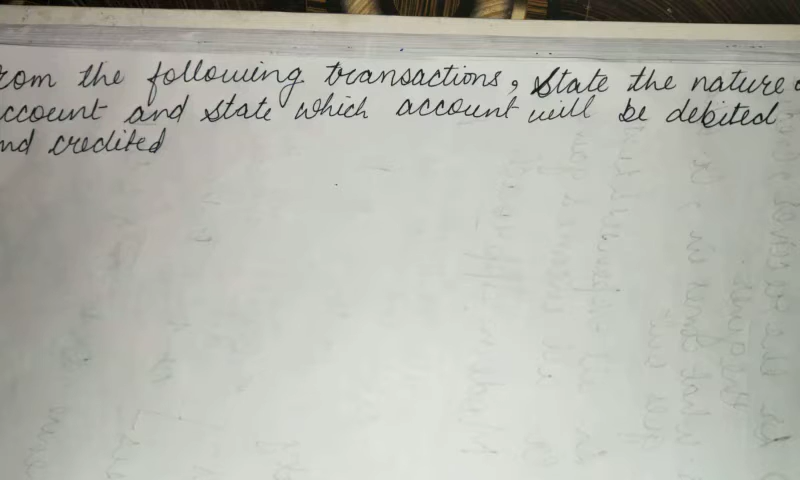 rom the following transactions, State the nature o
ccount and state which account will be debited
nd credited